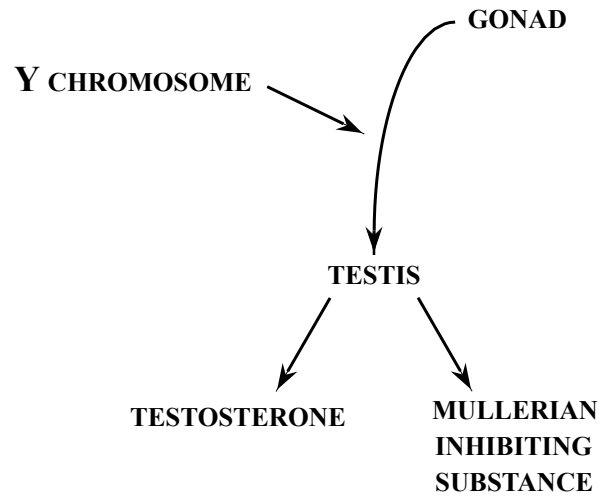 GONAD
Y CHROMOSOME
TESTIS
TESTOSTERONE
MULLERIAN
INHIBITING
SUBSTANCE